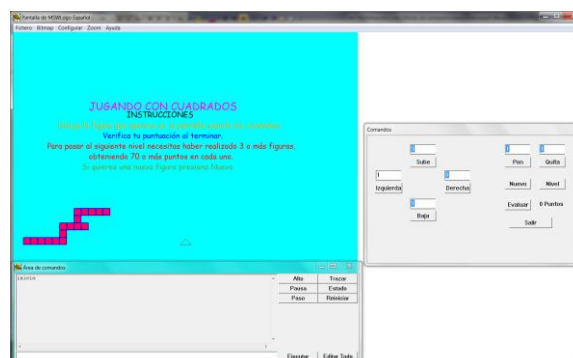 Pantalla de MSWLogo Español
Fichero Bitmap Configurar Zoom Ayuda
JUGANDO CON CUADRADOS
INSTRUCCIONES
Verifica tu puntuación al terminar.
Para pasar al siguiente nivel necesitas haber realizado 3 o más figuras,
obteniendo 70 o más puntos en cada uno.
Si quieres una nueva figura presiona Nuevo
Comandos
Sube
Pon
Quita
1
Izquierda
Derecha
Nuevo
Nivel
Baja
Evaluar
0 Puntos
Salir
Área de comandos
inicio
Alto
Trazar
Pausa
Estado
Paso
Reiniciar
Ejecutar
Editar Todo